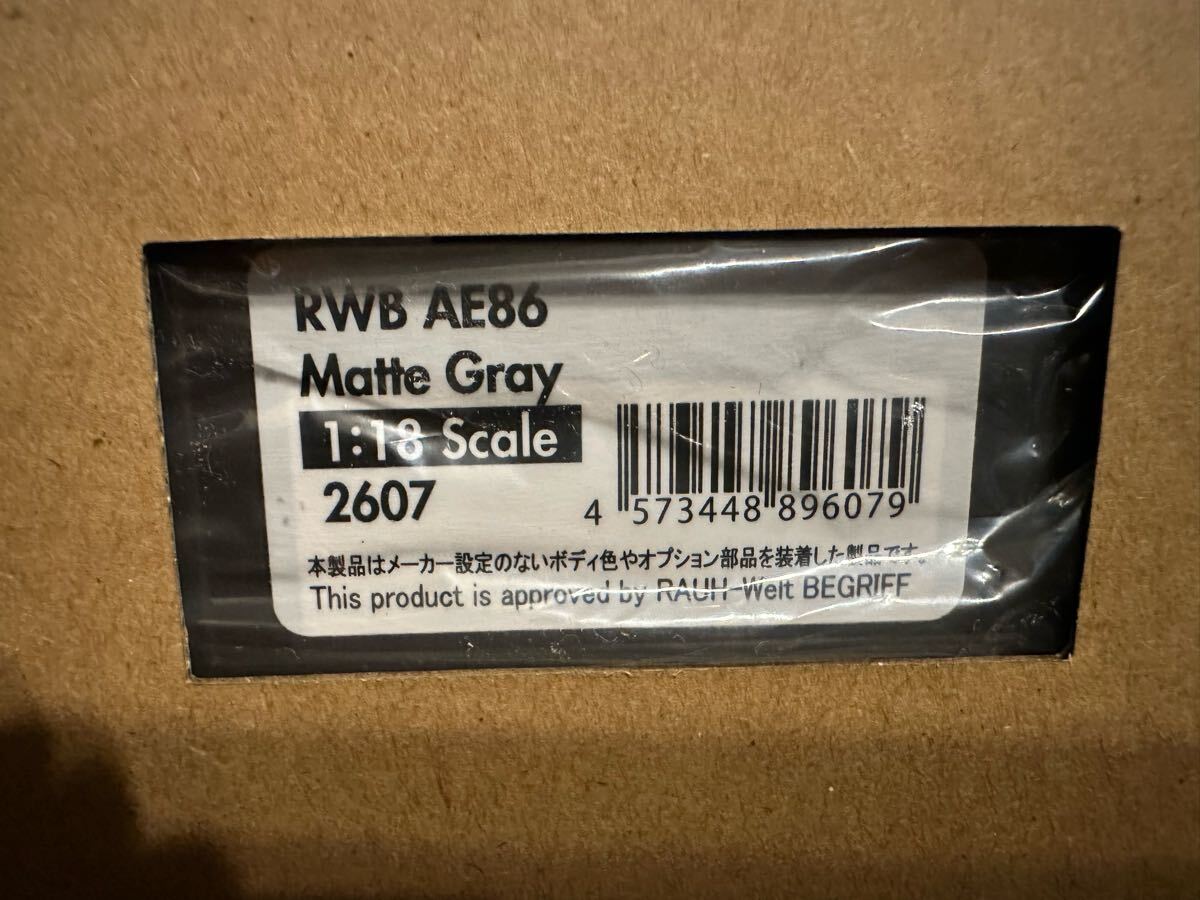 RWB AE86
Matte Gray
1:18 Scale
2607
4 573448 896079
本製品はメーカー設定のないボディ色やオプション部品を装着した製品です。
This product is approved by RAUH-Welt BEGRIFF